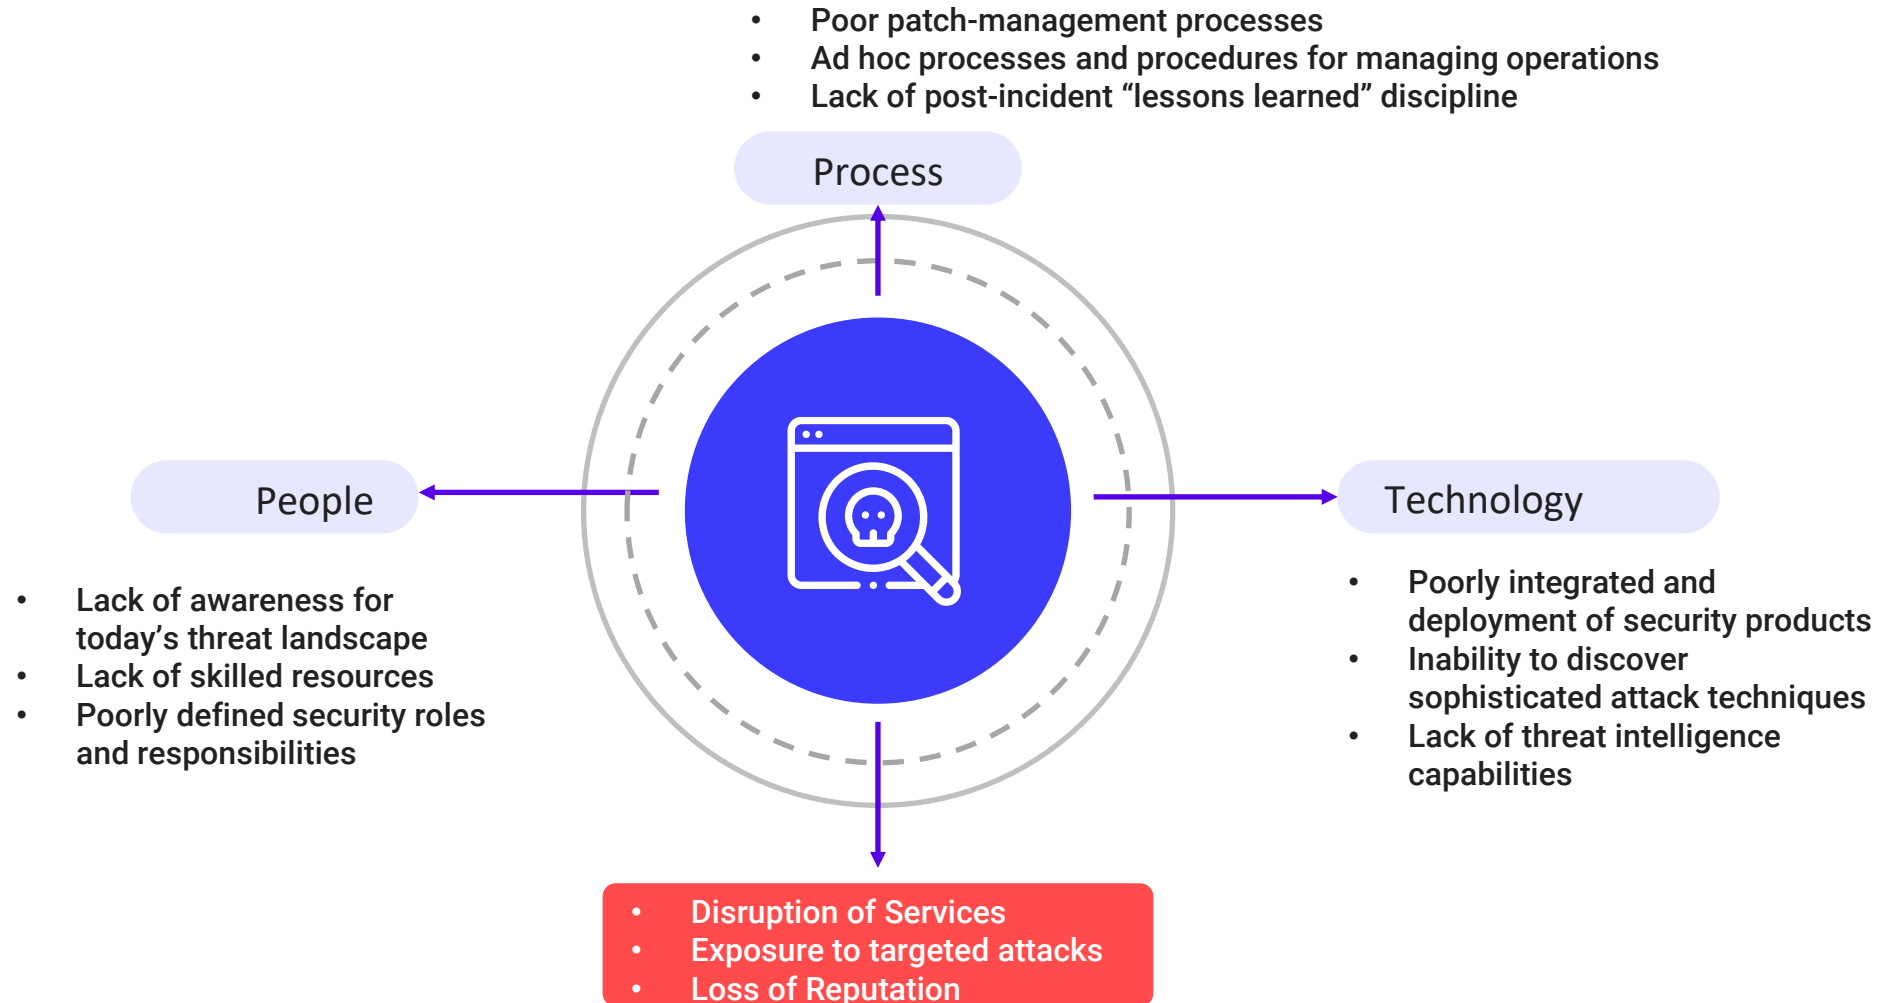 • Poor patch-management processes
• Ad hoc processes and procedures for managing operations
• Lack of post-incident “lessons learned” discipline
Process
People
• Lack of awareness for
today’s threat landscape
• Lack of skilled resources
• Poorly defined security roles
and responsibilities
Technology
• Poorly integrated and
deployment of security products
• Inability to discover
sophisticated attack techniques
• Lack of threat intelligence
capabilities
• Disruption of Services
• Exposure to targeted attacks
• Loss of Reputation